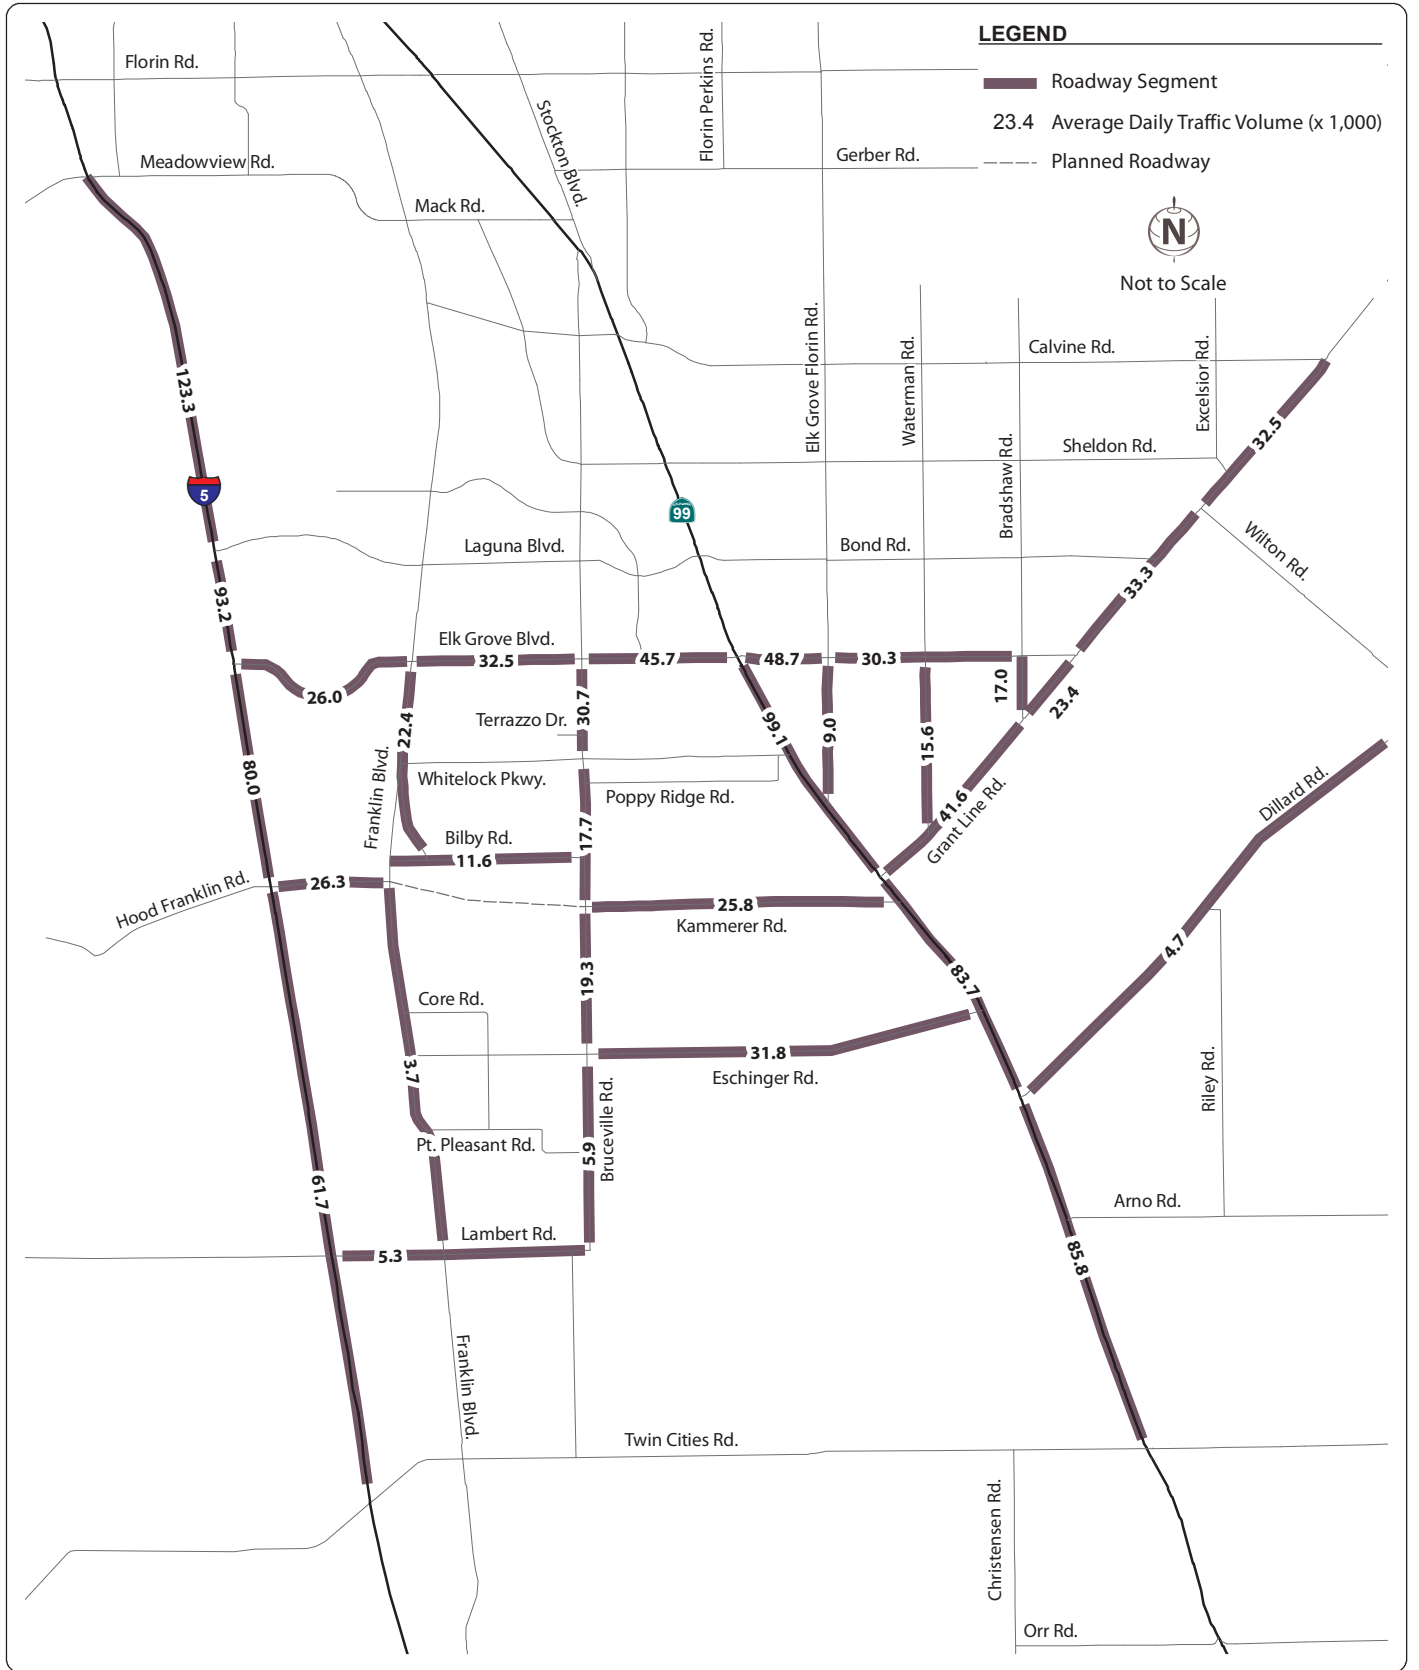 LEGEND
Roadway Segment
23.4 Average Daily Traffic Volume (x 1,000)
Planned Roadway
N
Not to Scale
Florin Rd.
Florin Perkins Rd.
Stockton Blvd.
Meadowview Rd.
Gerber Rd.
Mack Rd.
Elk Grove Florin Rd.
Waterman Rd.
Calvine Rd.
Excelsior Rd.
123.3
32.5
Bradshaw Rd.
Sheldon Rd.
5
99
Laguna Blvd.
Bond Rd.
Wilton Rd.
93.2
33.3
Elk Grove Blvd.
32.5
45.7
48.7
30.3
26.0
17.0
23.4
22.4
30.7
Terrazzo Dr.
99.1
9.0
15.6
80.0
Franklin Blvd.
Whitelock Pkwy.
Poppy Ridge Rd.
41.6
Grant Line Rd.
Dillard Rd.
17.7
Bilby Rd.
11.6
Hood Franklin Rd.
26.3
25.8
Kammerer Rd.
4.7
19.3
83.7
Core Rd.
3.7
31.8
Eschinger Rd.
Riley Rd.
Bruceville Rd.
Pt. Pleasant Rd.
5.9
61.7
Arno Rd.
Lambert Rd.
5.3
85.8
Franklin Blvd.
Twin Cities Rd.
Christensen Rd.
Orr Rd.